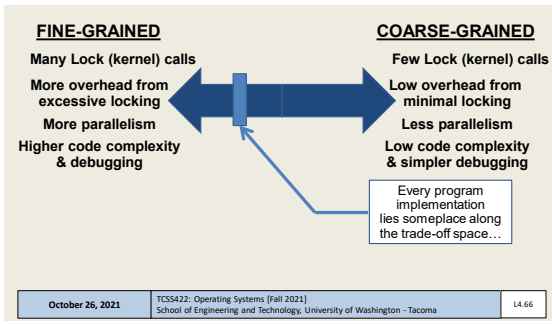 FINE-GRAINED
Many Lock (kernel) calls
More overhead from
excessive locking
More parallelism
Higher code complexity
& debugging
COARSE-GRAINED
Few Lock (kernel) calls
Low overhead from
minimal locking
Less parallelism
Low code complexity
& simpler debugging
Every program
implementation
lies someplace along
the trade-off space…
October 26, 2021
TCSS422: Operating Systems [Fall 2021]
School of Engineering and Technology, University of Washington - Tacoma
L4.66